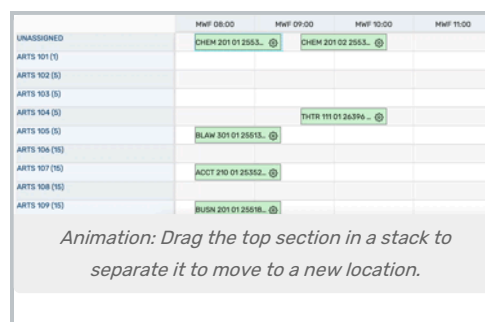 MWF 08:00 MWF 09:00 MWF 10:00 MWF 11:00
UNASSIGNED CHEM 201 01 2553... CHEM 201 02 2553...
ARTS 101 (1)
ARTS 102 (5)
ARTS 103 (5)
ARTS 104 (5) THTR 111 01 26396 ...
ARTS 105 (5) BLAW 301 01 25513...
ARTS 106 (15)
ARTS 107 (15) ACCT 210 01 25352...
ARTS 108 (15)
ARTS 109 (15) BUSN 201 01 25518...
Animation: Drag the top section in a stack to
separate it to move to a new location.